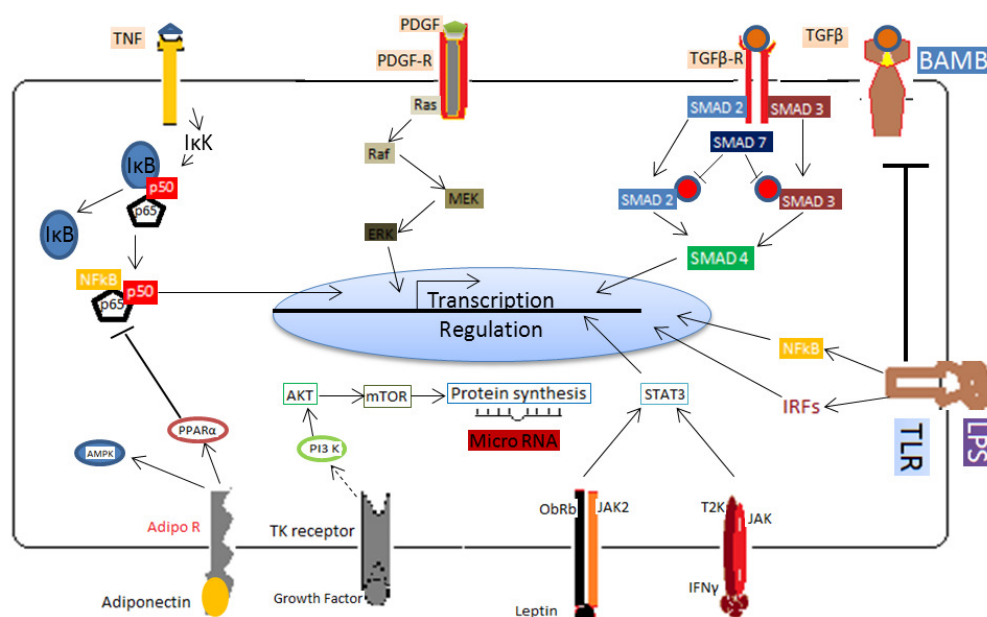 TNF
PDGF
PDGF-R
TGFβ-R
TGFβ
BAMB
Ras
SMAD 2
SMAD 3
IκK
SMAD 7
IκB
p50
p65
Raf
MEK
SMAD 2
SMAD 3
IκB
ERK
SMAD 4
NFkB
p50
p65
Transcription
Regulation
NFkB
AKT
mTOR
Protein synthesis
STAT3
IRFs
PPARα
Micro RNA
AMPK
PI3 K
TLR
LPS
Adipo R
TK receptor
ObRb
JAK2
T2K
JAK
Adiponectin
Growth Factor
IFNγ
Leptin